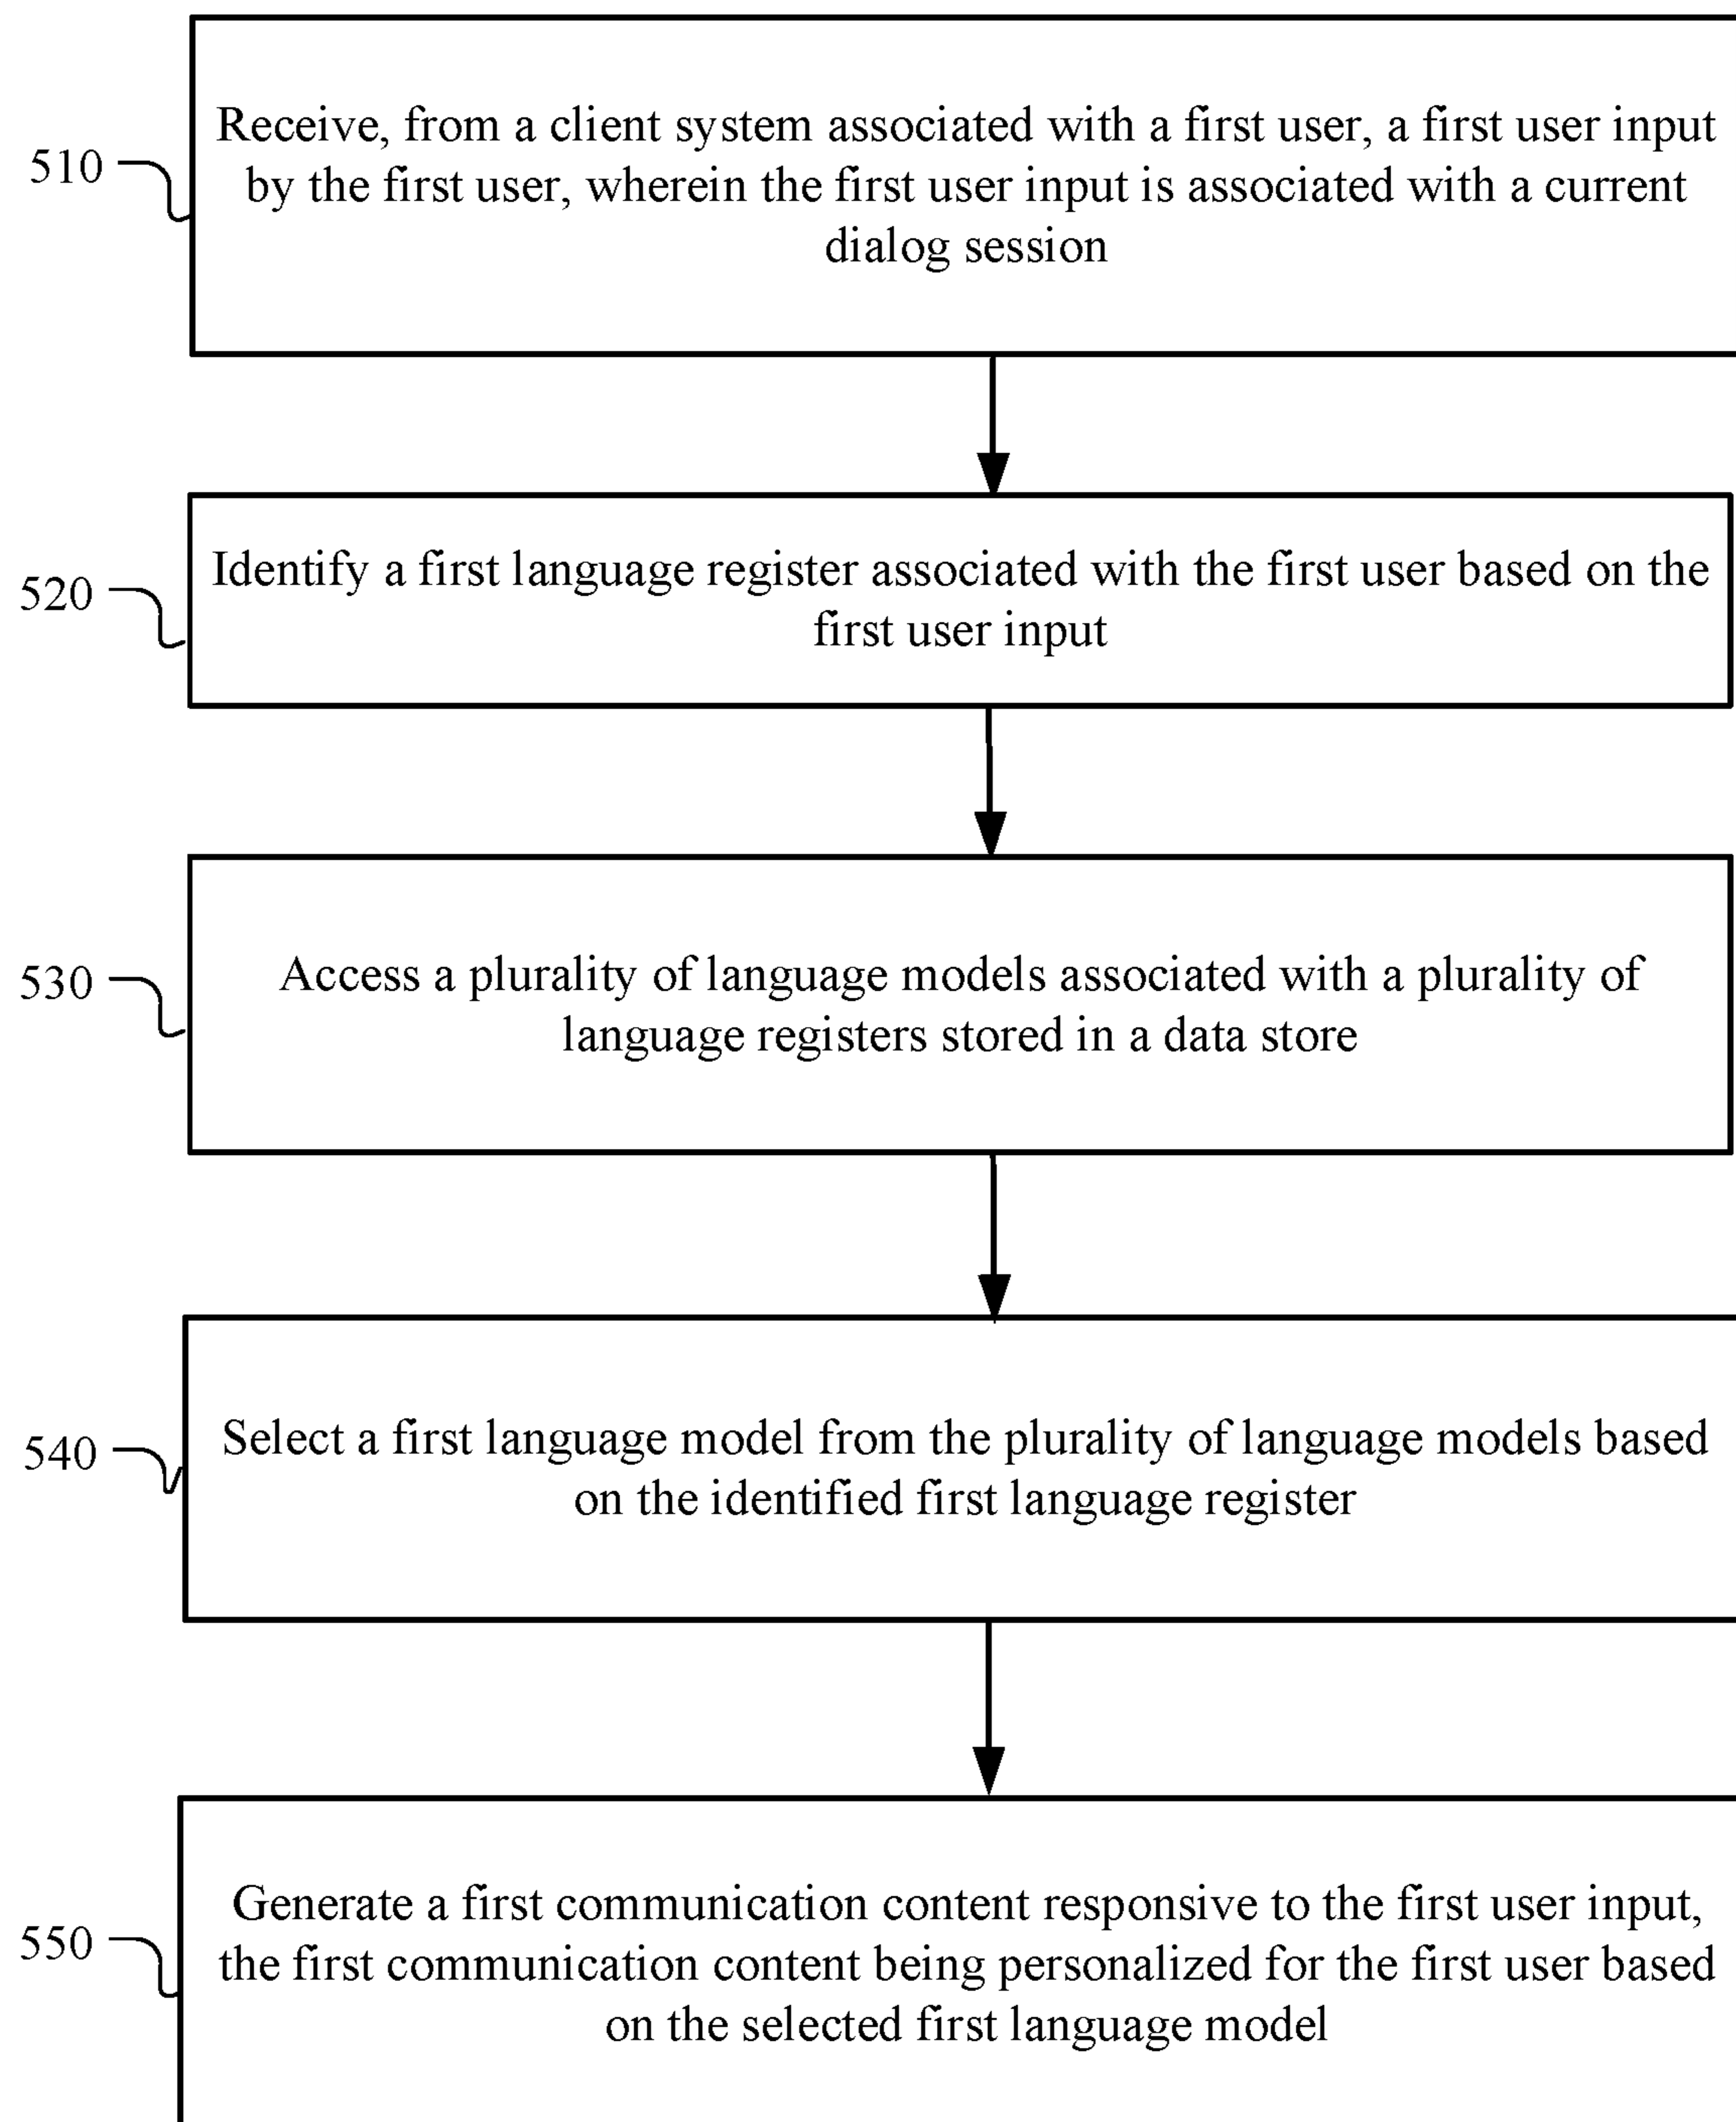 510
Receive, from a client system associated with a first user, a first user input
by the first user, wherein the first user input is associated with a current
dialog session
520
Identify a first language register associated with the first user based on the
first user input
530
Access a plurality of language models associated with a plurality of
language registers stored in a data store
540
Select a first language model from the plurality of language models based
on the identified first language register
550
Generate a first communication content responsive to the first user input,
the first communication content being personalized for the first user based
on the selected first language model